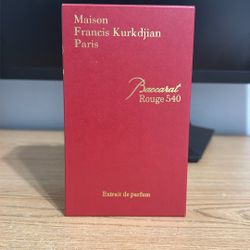 Maison
Francis Kurkdjian
Paris
Baccarat
Rouge 540
Extrait de parfum